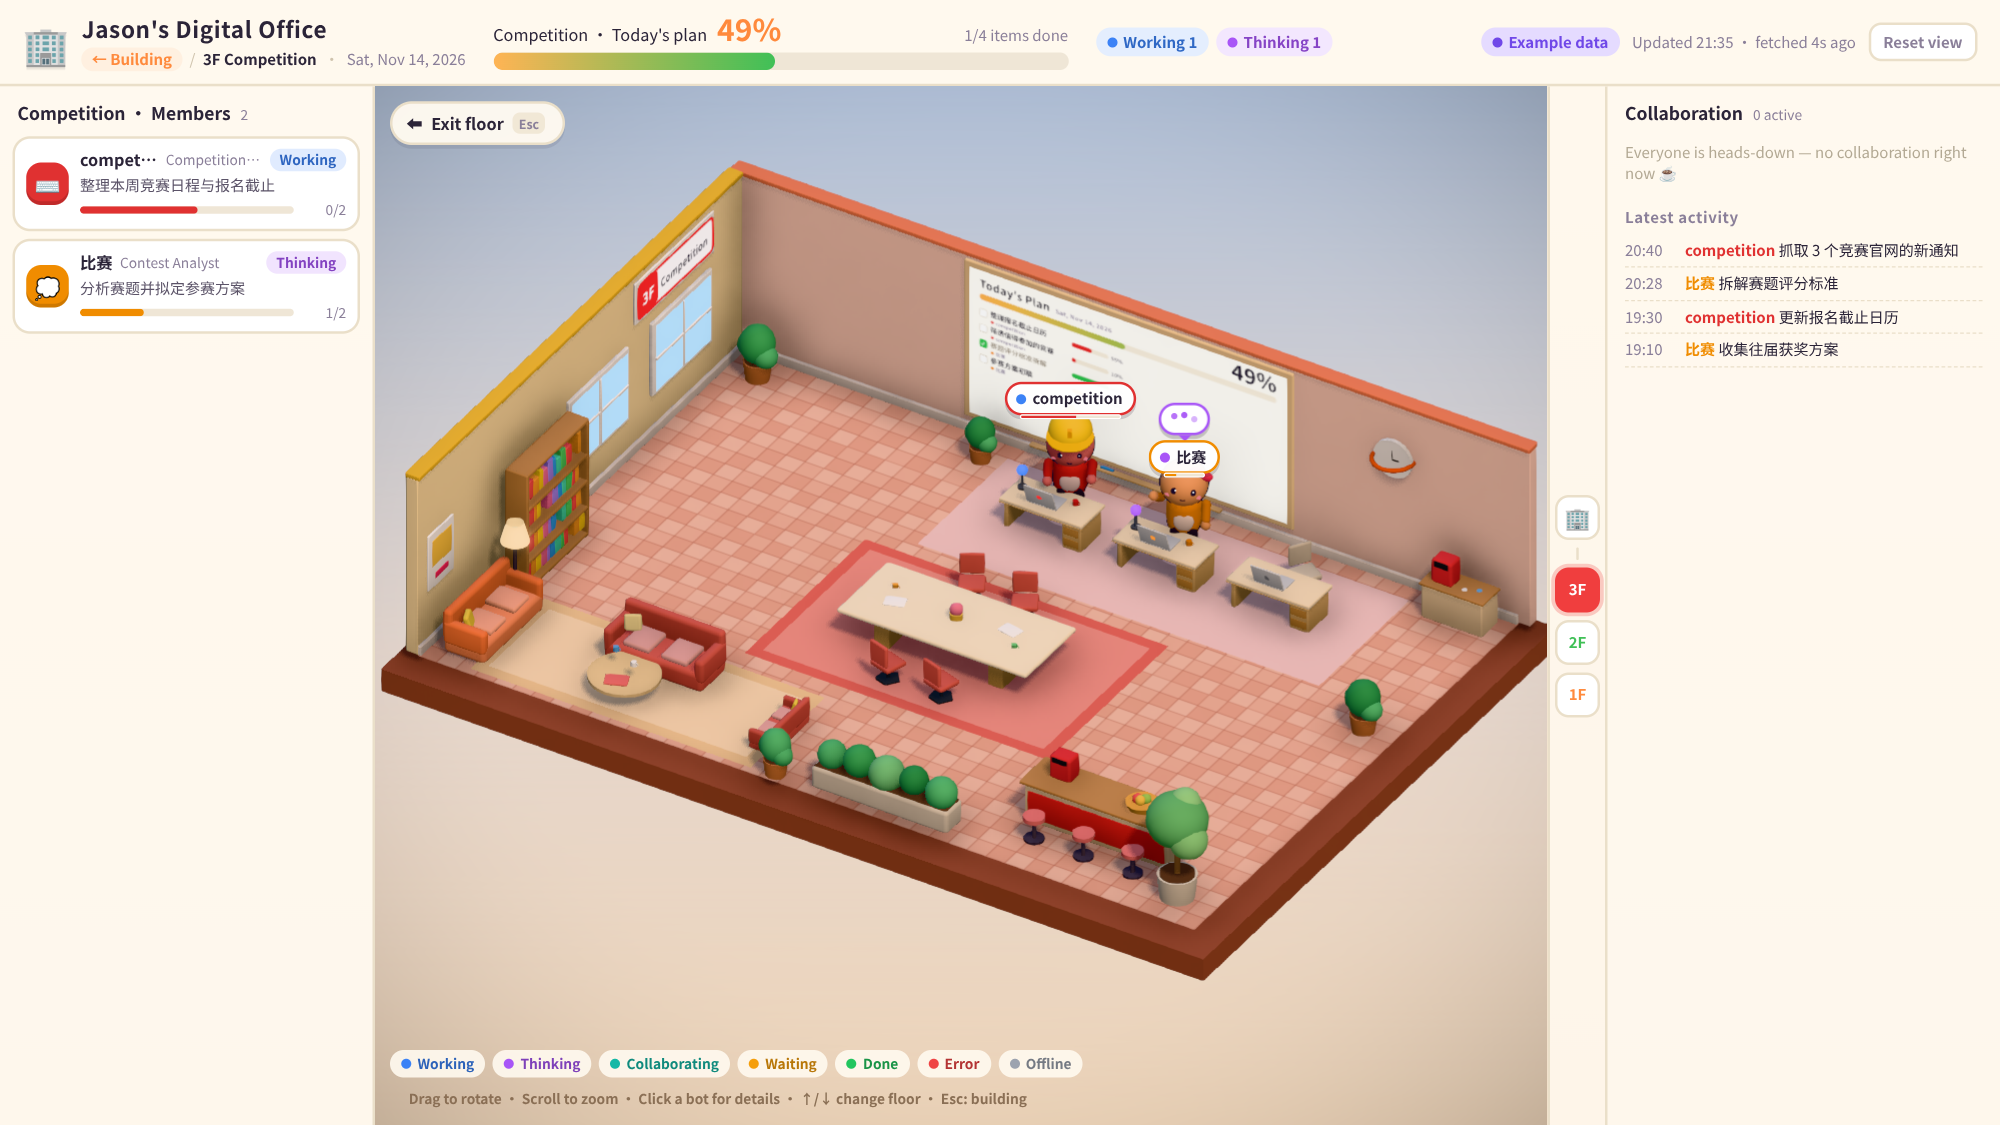 Jason's Digital Office
← Building / 3F Competition · Sat, Nov 14, 2026
Competition · Today's plan 49%
1/4 items done
Working 1
Thinking 1
Example data
Updated 21:35 · fetched 4s ago
Reset view
Competition · Members 2
compet··· Competition··· Working
整理本周竞赛日程与报名截止
0/2
比赛 Contest Analyst Thinking
分析赛题并拟定参赛方案
1/2
← Exit floor Esc
3F Competition
Today's Plan Sat, Nov 14, 2026
49%
competition
比赛
3F
2F
1F
Working
Thinking
Collaborating
Waiting
Done
Error
Offline
Drag to rotate · Scroll to zoom · Click a bot for details · ↑/↓ change floor · Esc: building
Collaboration 0 active
Everyone is heads-down — no collaboration right
now ☕
Latest activity
20:40 competition 抓取 3 个竞赛官网的新通知
20:28 比赛 拆解赛题评分标准
19:30 competition 更新报名截止日历
19:10 比赛 收集往届获奖方案